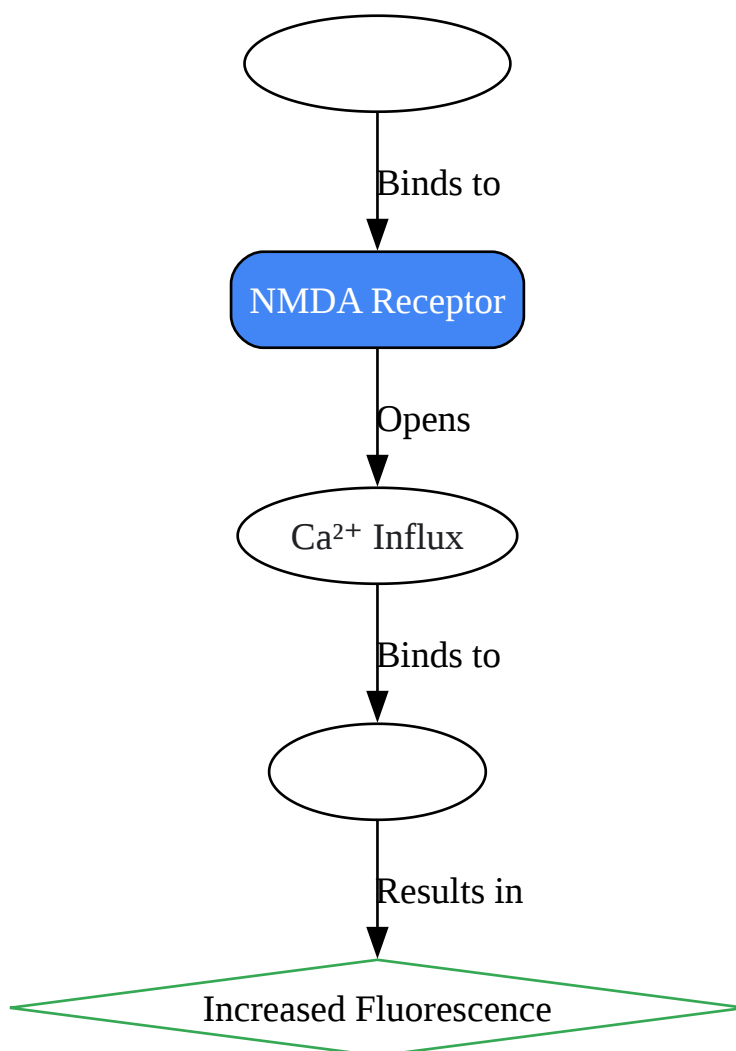 Binds to
NMDA Receptor
Opens
Ca²⁺ Influx
Binds to
Results in
Increased Fluorescence